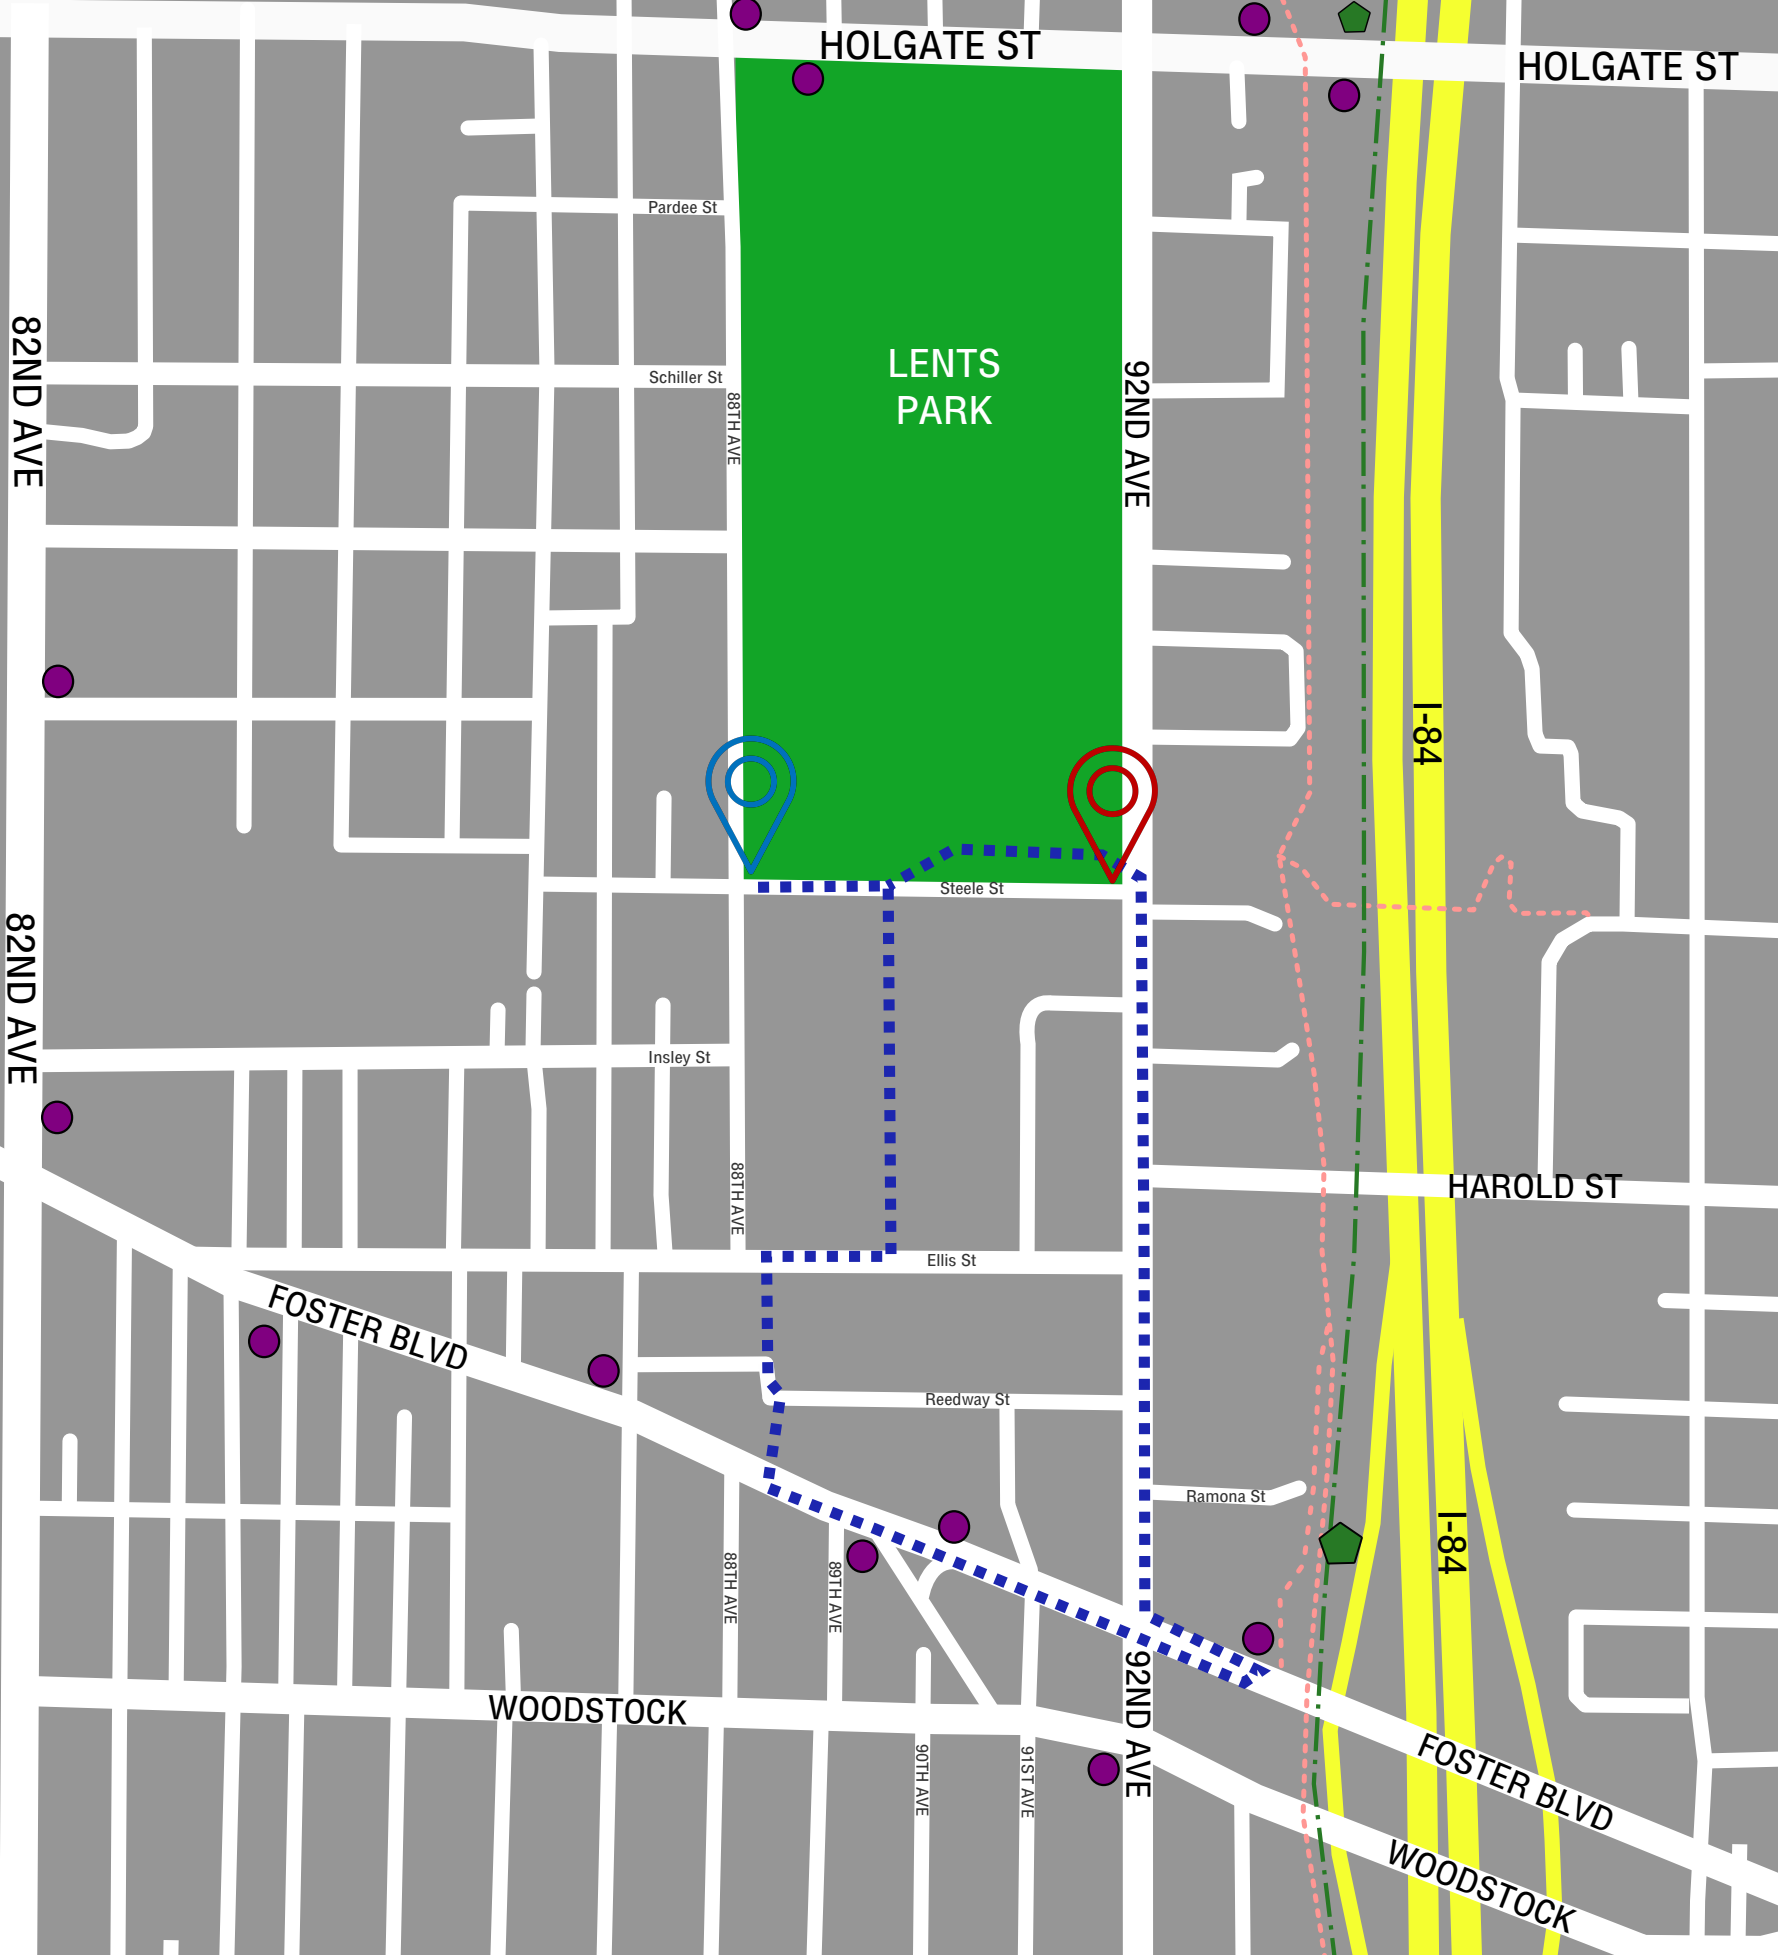 HOLGATE ST
HOLGATE ST
Pardee St
82ND AVE
LENTS
PARK
92ND AVE
Schiller St
88TH AVE
I-84
Steele St
82ND AVE
Insley St
88TH AVE
HAROLD ST
Ellis St
FOSTER BLVD
Reedway St
Ramona St
I-84
88TH AVE
89TH AVE
92ND AVE
WOODSTOCK
90TH AVE
91ST AVE
FOSTER BLVD
WOODSTOCK